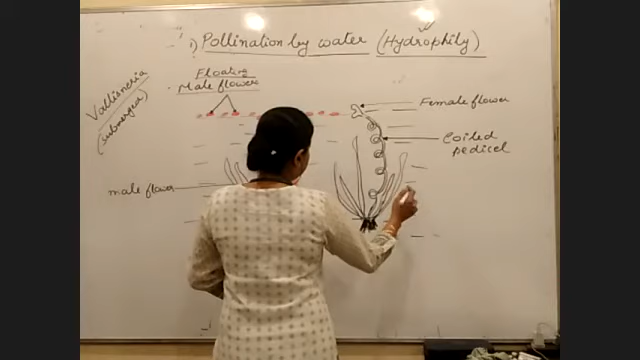 1) Pollination by water (Hydrophily)
Vallisneria
(submerged)
Floating
Male flowers
Female flower
Coiled
pedicel
male flower